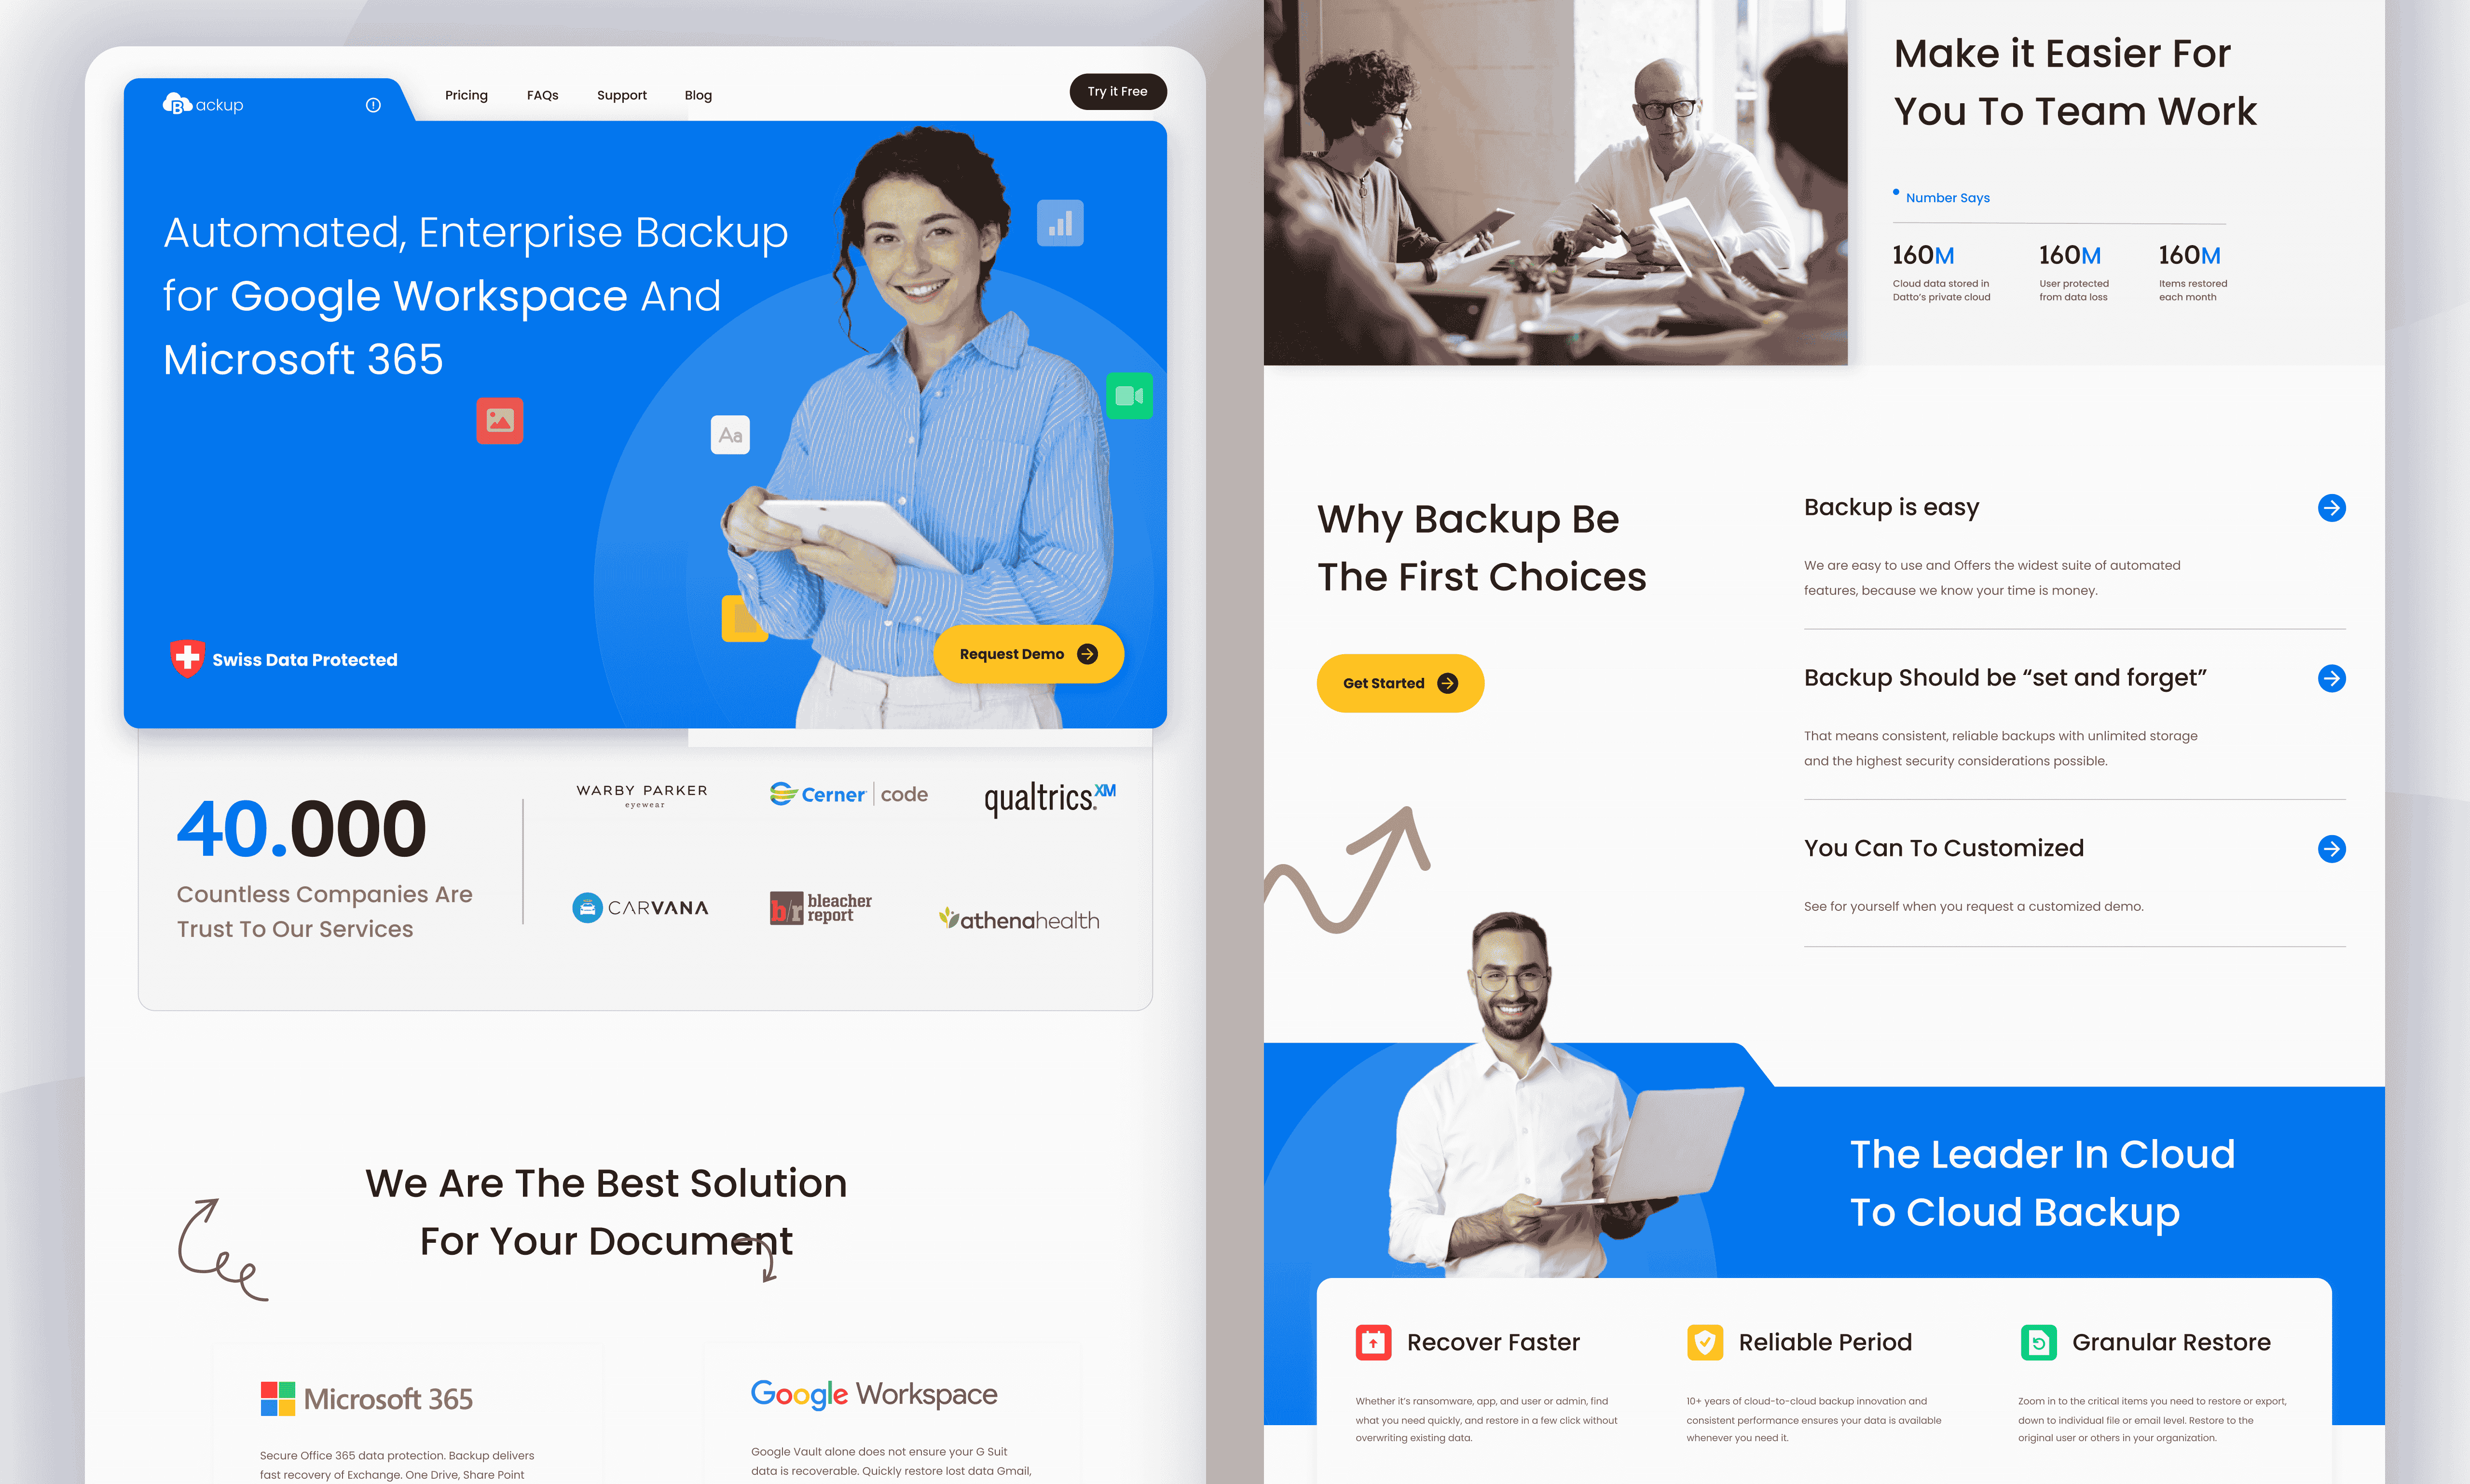 Backup
Pricing FAQs Support Blog
Try it Free
Automated, Enterprise Backup
for Google Workspace And
Microsoft 365
Aa
Swiss Data Protected
Request Demo
40.000
Countless Companies Are
Trust To Our Services
WARBY PARKER
eyewear
Cerner code
qualtrics.XM
CARVANA
b/r bleacher
report
athenahealth
We Are The Best Solution
For Your Document
Microsoft 365
Secure Office 365 data protection. Backup delivers
fast recovery of Exchange. One Drive, Share Point
Google Workspace
Google Vault alone does not ensure your G Suit
data is recoverable. Quickly restore lost data Gmail,
Make it Easier For
You To Team Work
Number Says
160M
Cloud data stored in
Datto's private cloud
160M
User protected
from data loss
160M
Items restored
each month
Why Backup Be
The First Choices
Get Started
Backup is easy
We are easy to use and Offers the widest suite of automated
features, because we know your time is money.
Backup Should be “set and forget”
That means consistent, reliable backups with unlimited storage
and the highest security considerations possible.
You Can To Customized
See for yourself when you request a customized demo.
The Leader In Cloud
To Cloud Backup
Recover Faster
Whether it's ransomware, app, and user or admin, find
what you need quickly, and restore in a few click without
overwriting existing data.
Reliable Period
10+ years of cloud-to-cloud backup innovation and
consistent performance ensures your data is available
whenever you need it.
Granular Restore
Zoom in to the critical items you need to restore or export,
down to individual file or email level. Restore to the
original user or others in your organization.